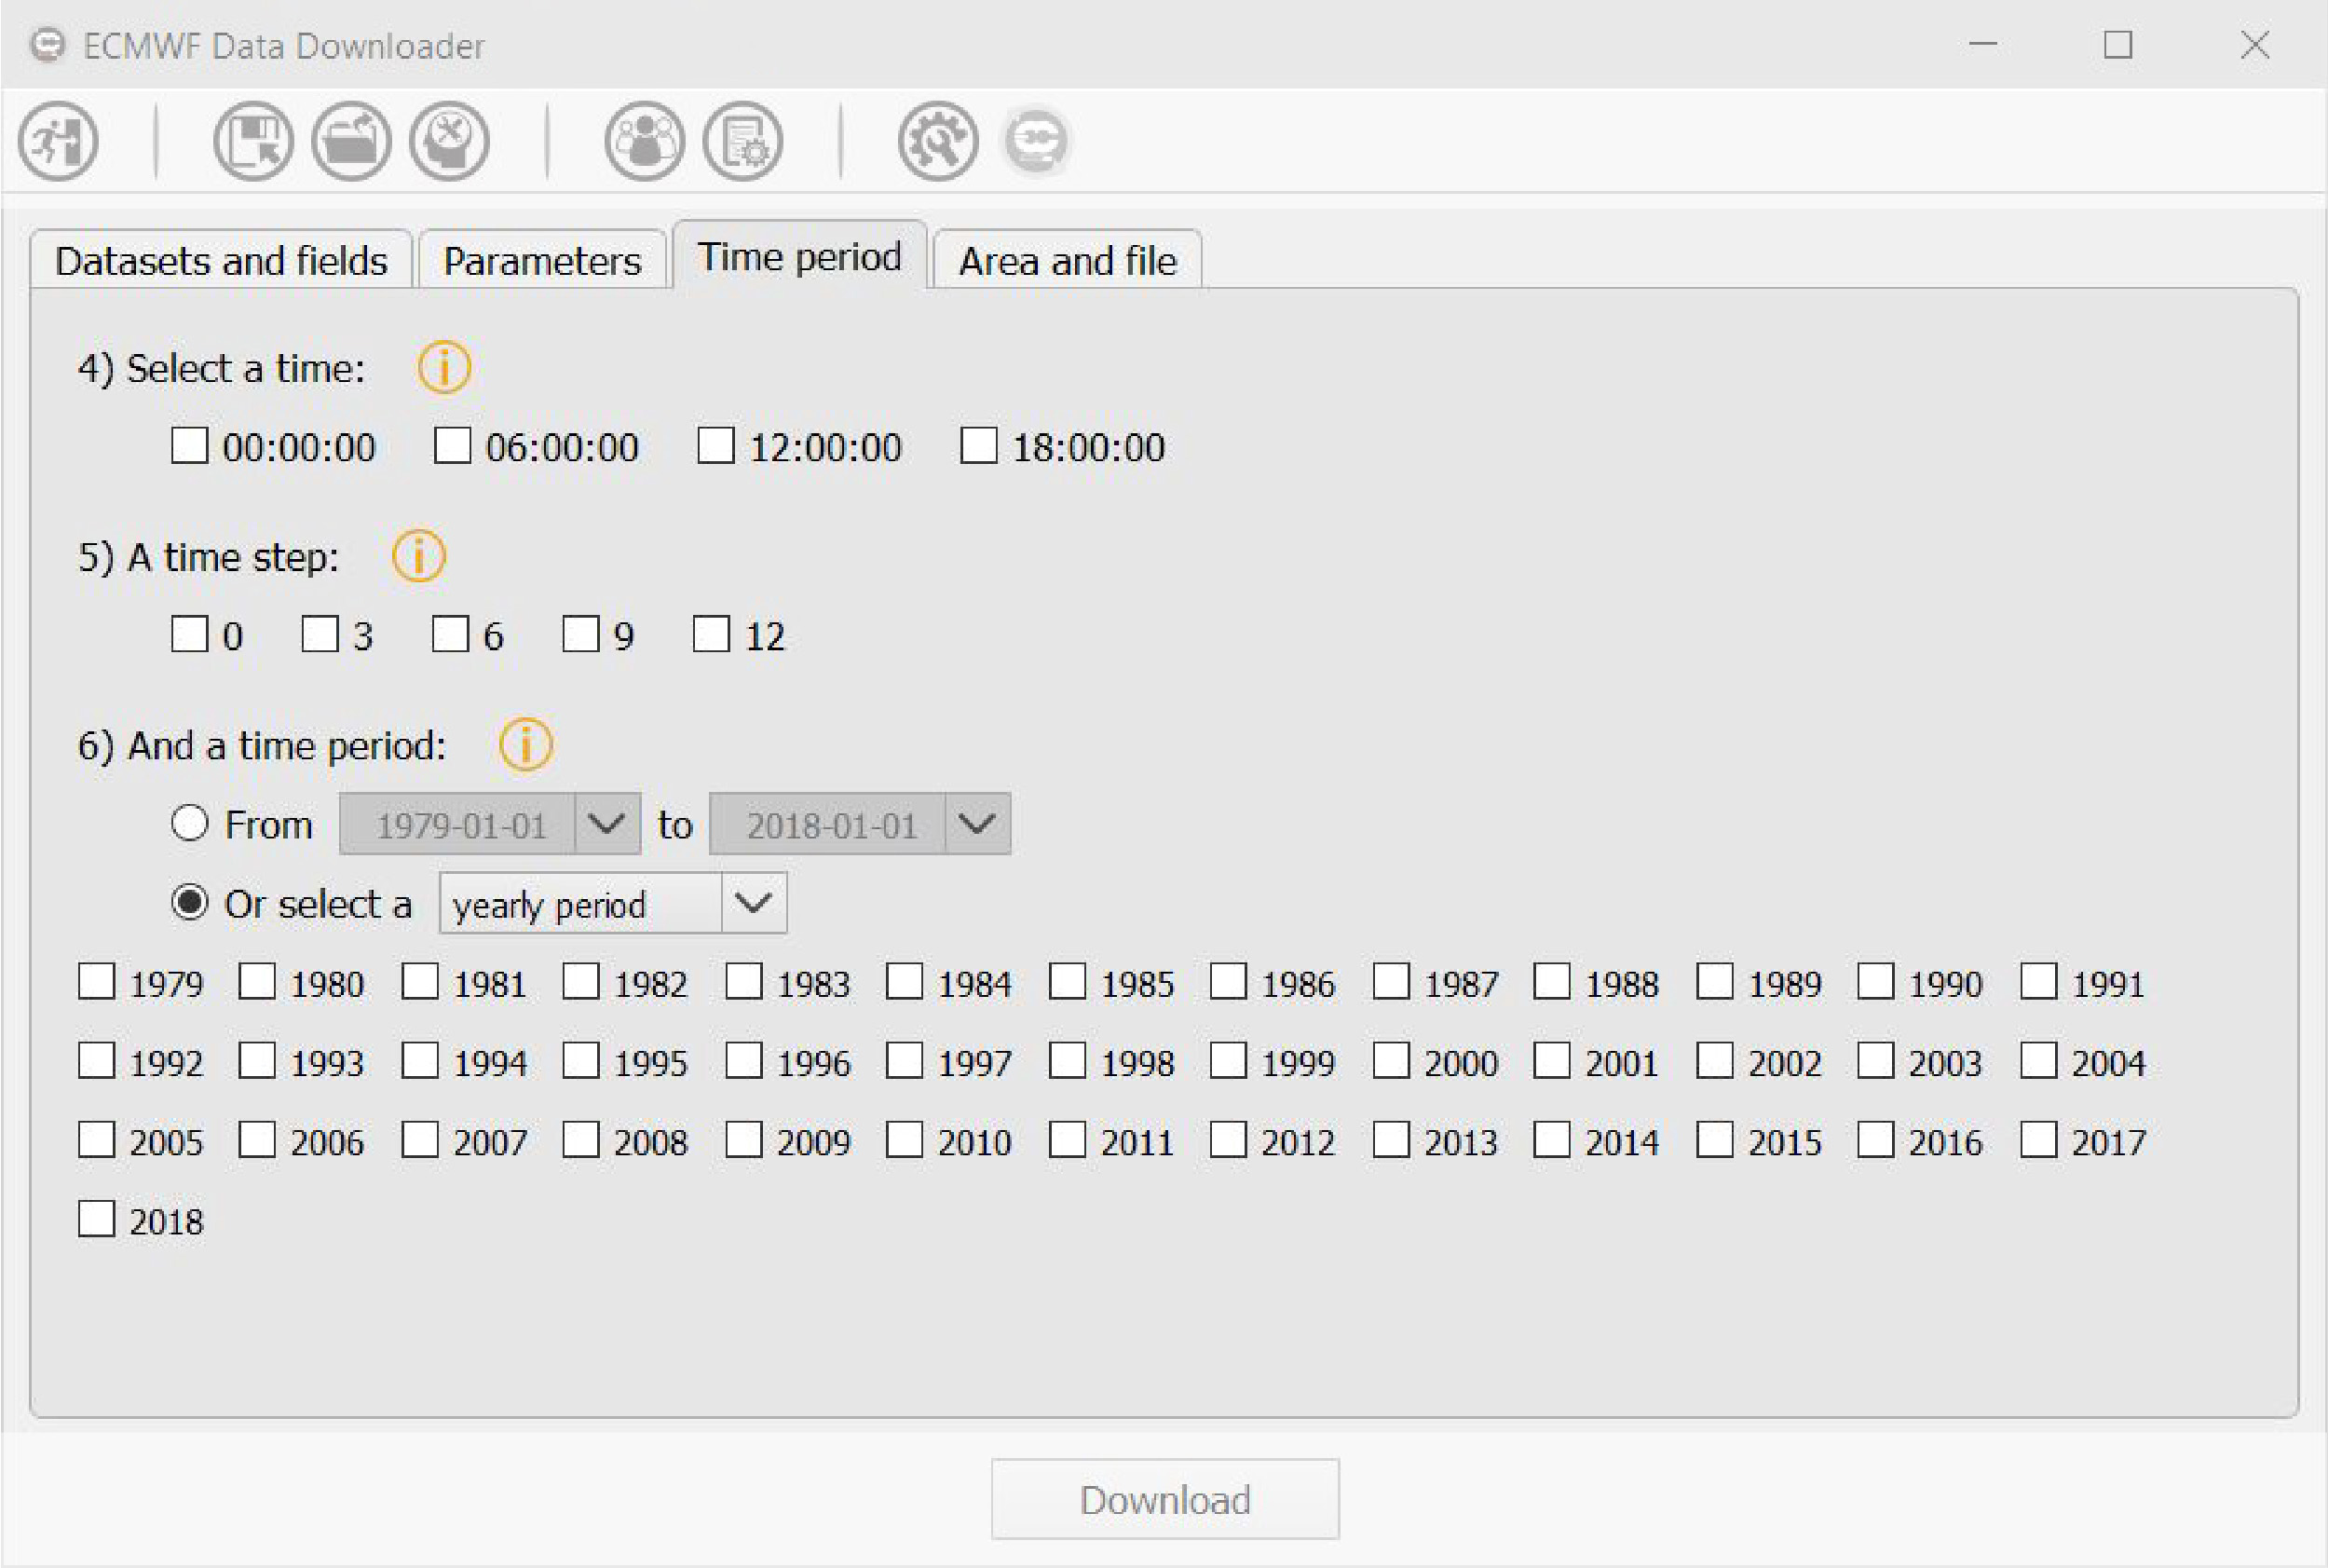 ECMWF Data Downloader
Datasets and fields Parameters Time period Area and file
4) Select a time:
00:00:00 06:00:00 12:00:00 18:00:00
5) A time step:
0 3 6 9 12
6) And a time period:
From 1979-01-01 to 2018-01-01
Or select a yearly period
1979 1980 1981 1982 1983 1984 1985 1986 1987 1988 1989 1990 1991
1992 1993 1994 1995 1996 1997 1998 1999 2000 2001 2002 2003 2004
2005 2006 2007 2008 2009 2010 2011 2012 2013 2014 2015 2016 2017
2018
Download